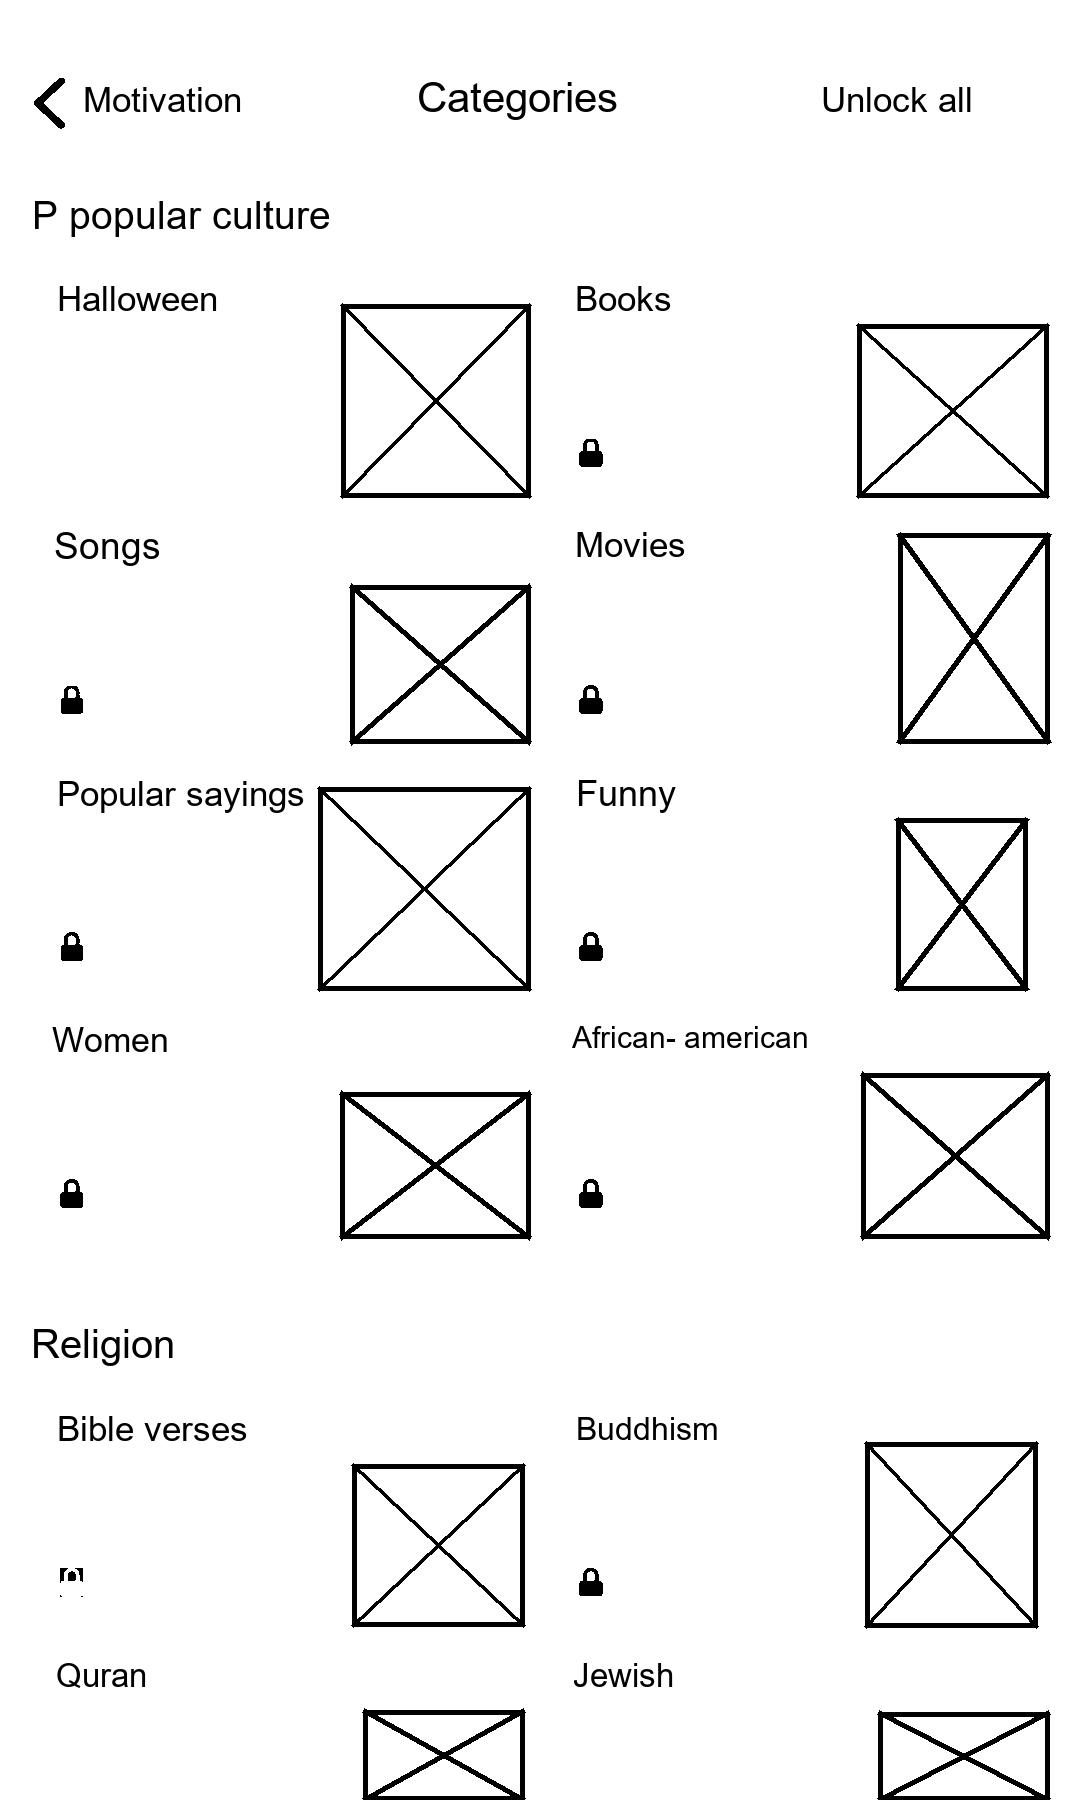 Motivation Categories Unlock all
P popular culture
Halloween Books
Songs Movies
Popular sayings Funny
Women African- american
Religion
Bible verses Buddhism
Quran Jewish